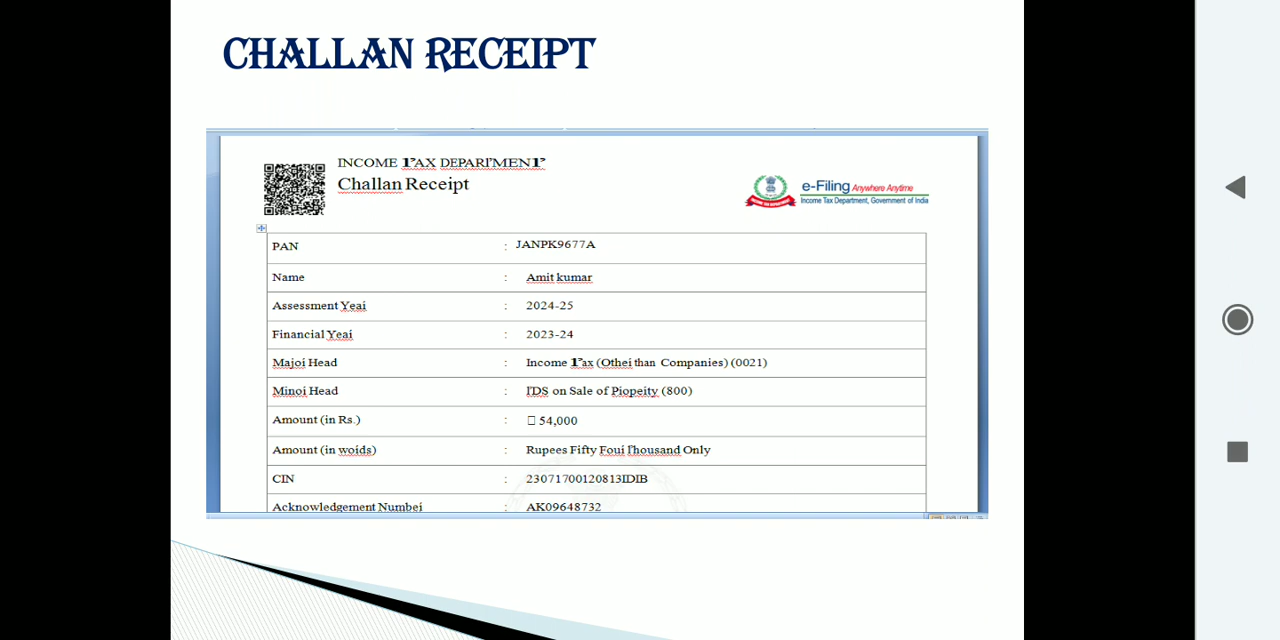 CHALLAN RECEIPT
INCOME 1'AX DEPARI'MEN1'
Challan Receipt
e-Filing Anywhere Anytime
Income Tax Department, Government of India
PAN : JANPK9677A
Name : Amit kumar
Assessment Yeai : 2024-25
Financial Yeai : 2023-24
Majoi Head : Income 1'ax (Othei than Companies) (0021)
Minoi Head : I'DS on Sale of Piopeity (800)
Amount (in Rs.) : □ 54,000
Amount (in woids) : Rupees Fifty Foui I'housand Only
CIN : 23071700120813IDIB
Acknowledgement Numbei : AK09648732